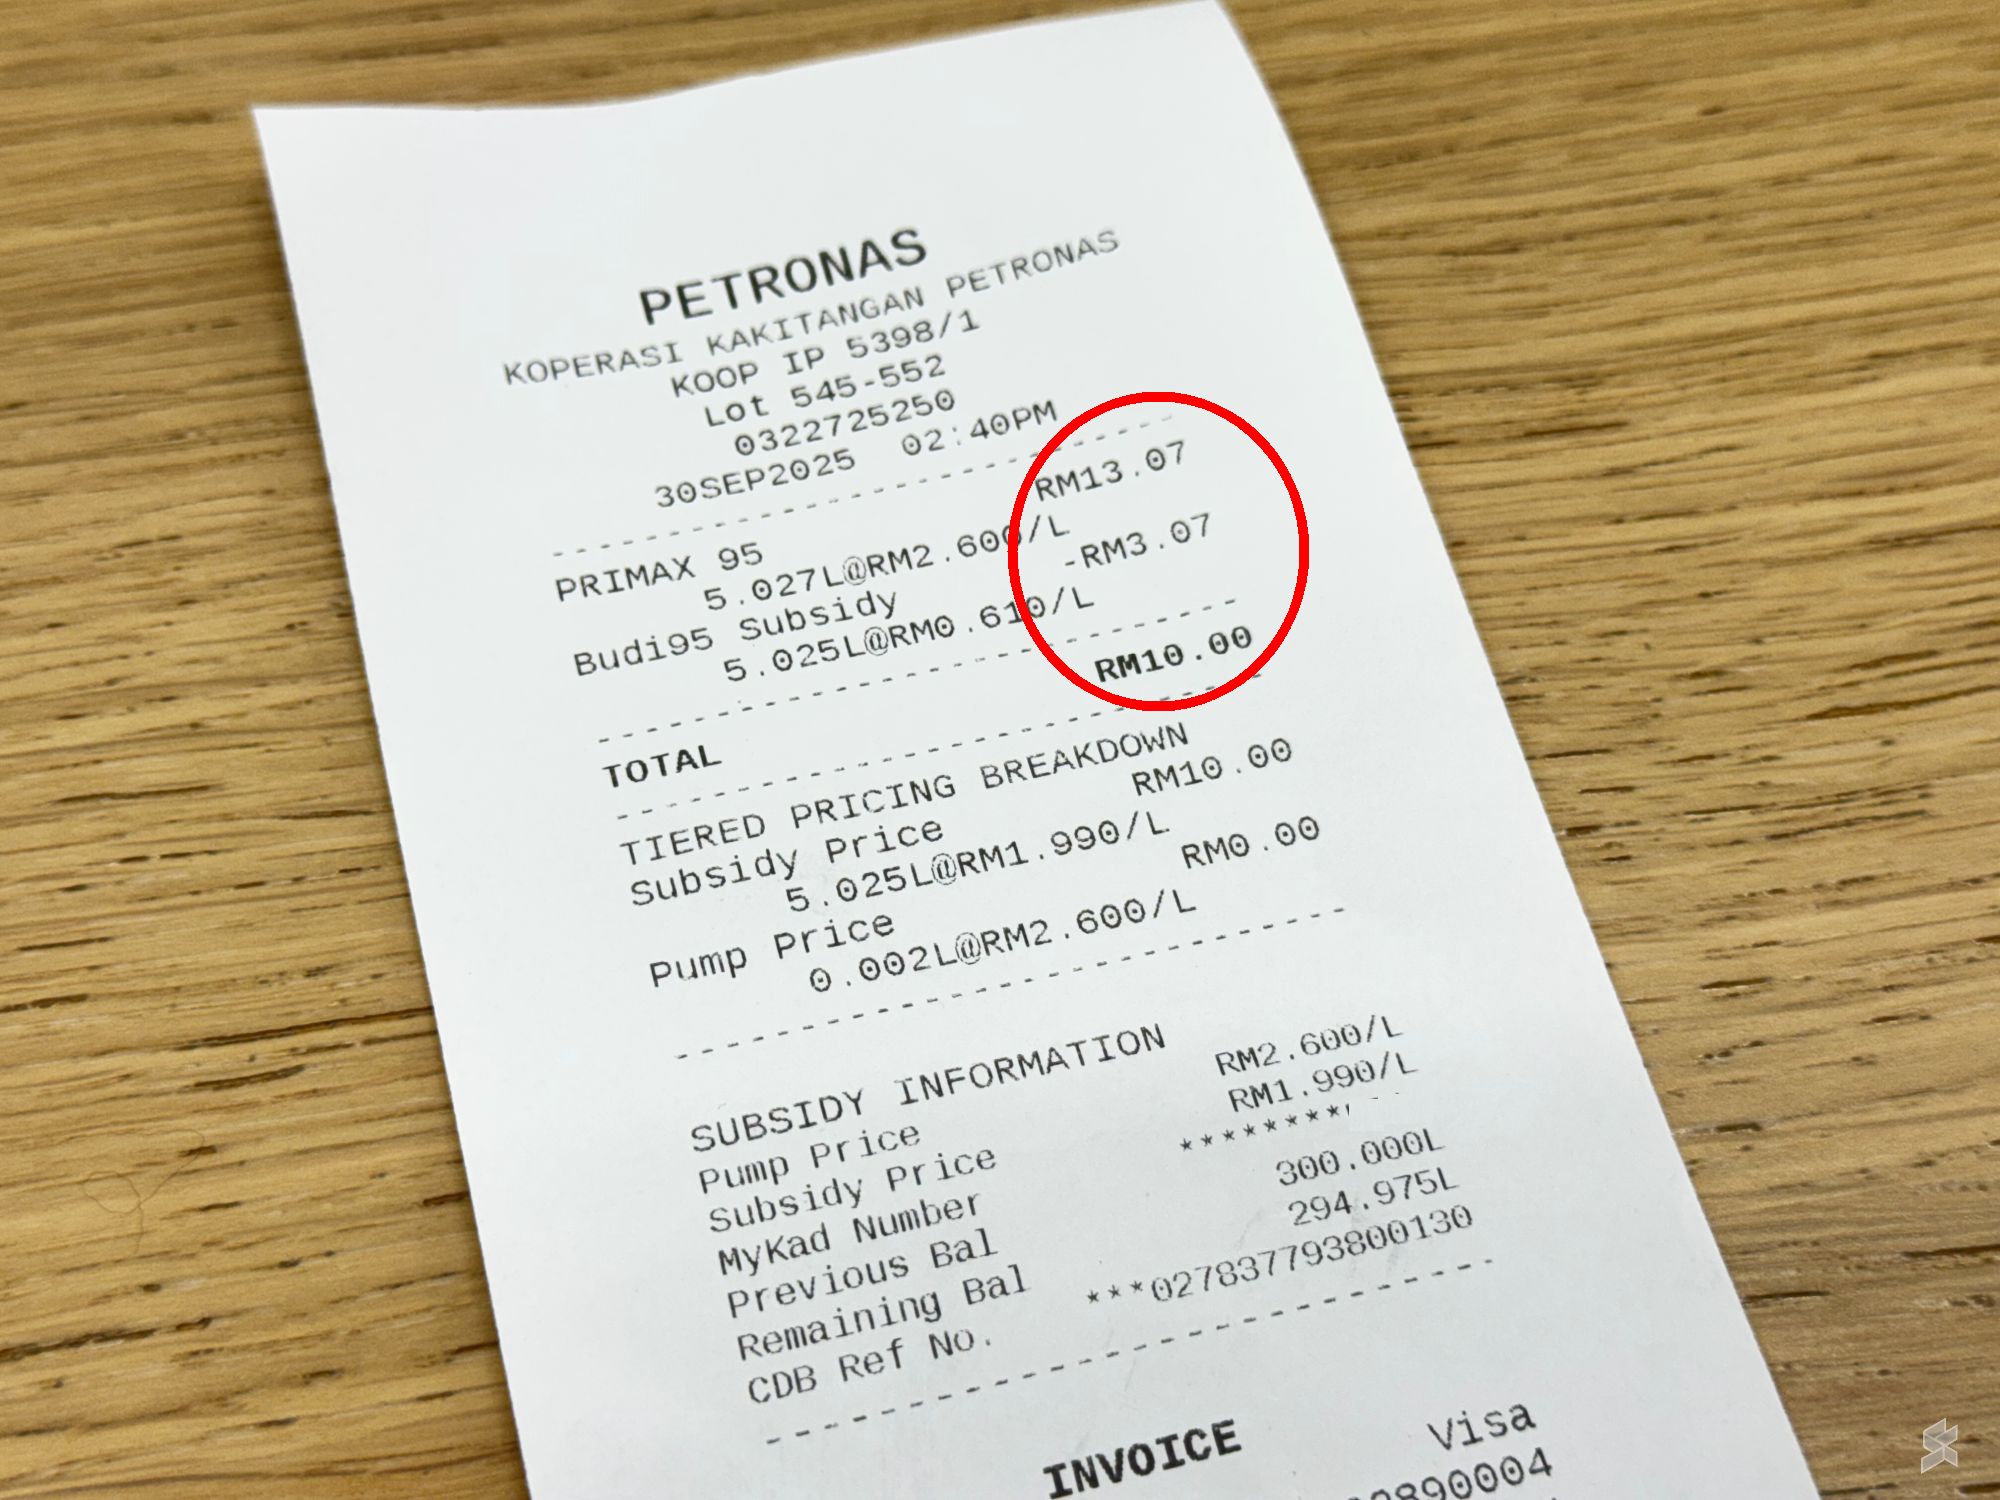 PETRONAS
KOPERASI KAKITANGAN PETRONAS
KOOP IP 5398/1
Lot 545-552
0322725250
30SEP2025 02:40PM
PRIMAX 95 RM13.07
5.027L@RM2.600/L
Budi95 Subsidy -RM3.07
5.025L@RM0.610/L
TOTAL RM10.00
TIERED PRICING BREAKDOWN
Subsidy Price RM10.00
5.025L@RM1.990/L
Pump Price RM0.00
0.002L@RM2.600/L
SUBSIDY INFORMATION
Pump Price RM2.600/L
Subsidy Price RM1.990/L
MyKad Number ********
Previous Bal 300.000L
Remaining Bal 294.975L
CDB Ref No. ***027837793800130
INVOICE
Visa